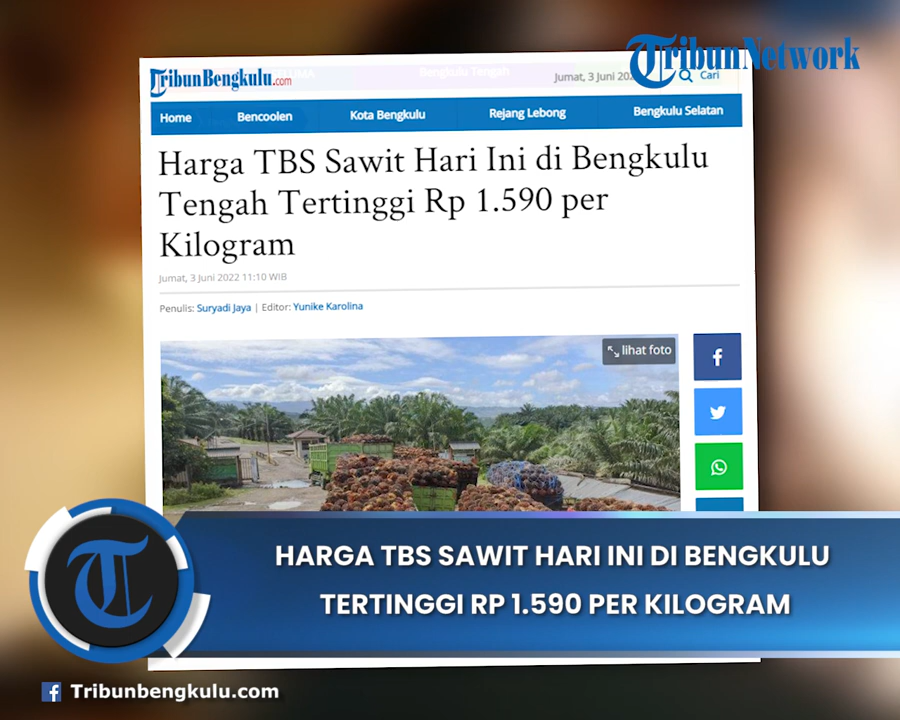 TribunNetwork
TribunBengkulu.com
Bengkulu Tengah
Jumat, 3 Juni 202
Cari
Home Bencoolen Kota Bengkulu Rejang Lebong Bengkulu Selatan
Harga TBS Sawit Hari Ini di Bengkulu
Tengah Tertinggi Rp 1.590 per
Kilogram
Jumat, 3 Juni 2022 11:10 WIB
Penulis: Suryadi Jaya | Editor: Yunike Karolina
lihat foto
HARGA TBS SAWIT HARI INI DI BENGKULU
TERTINGGI RP 1.590 PER KILOGRAM
Tribunbengkulu.com